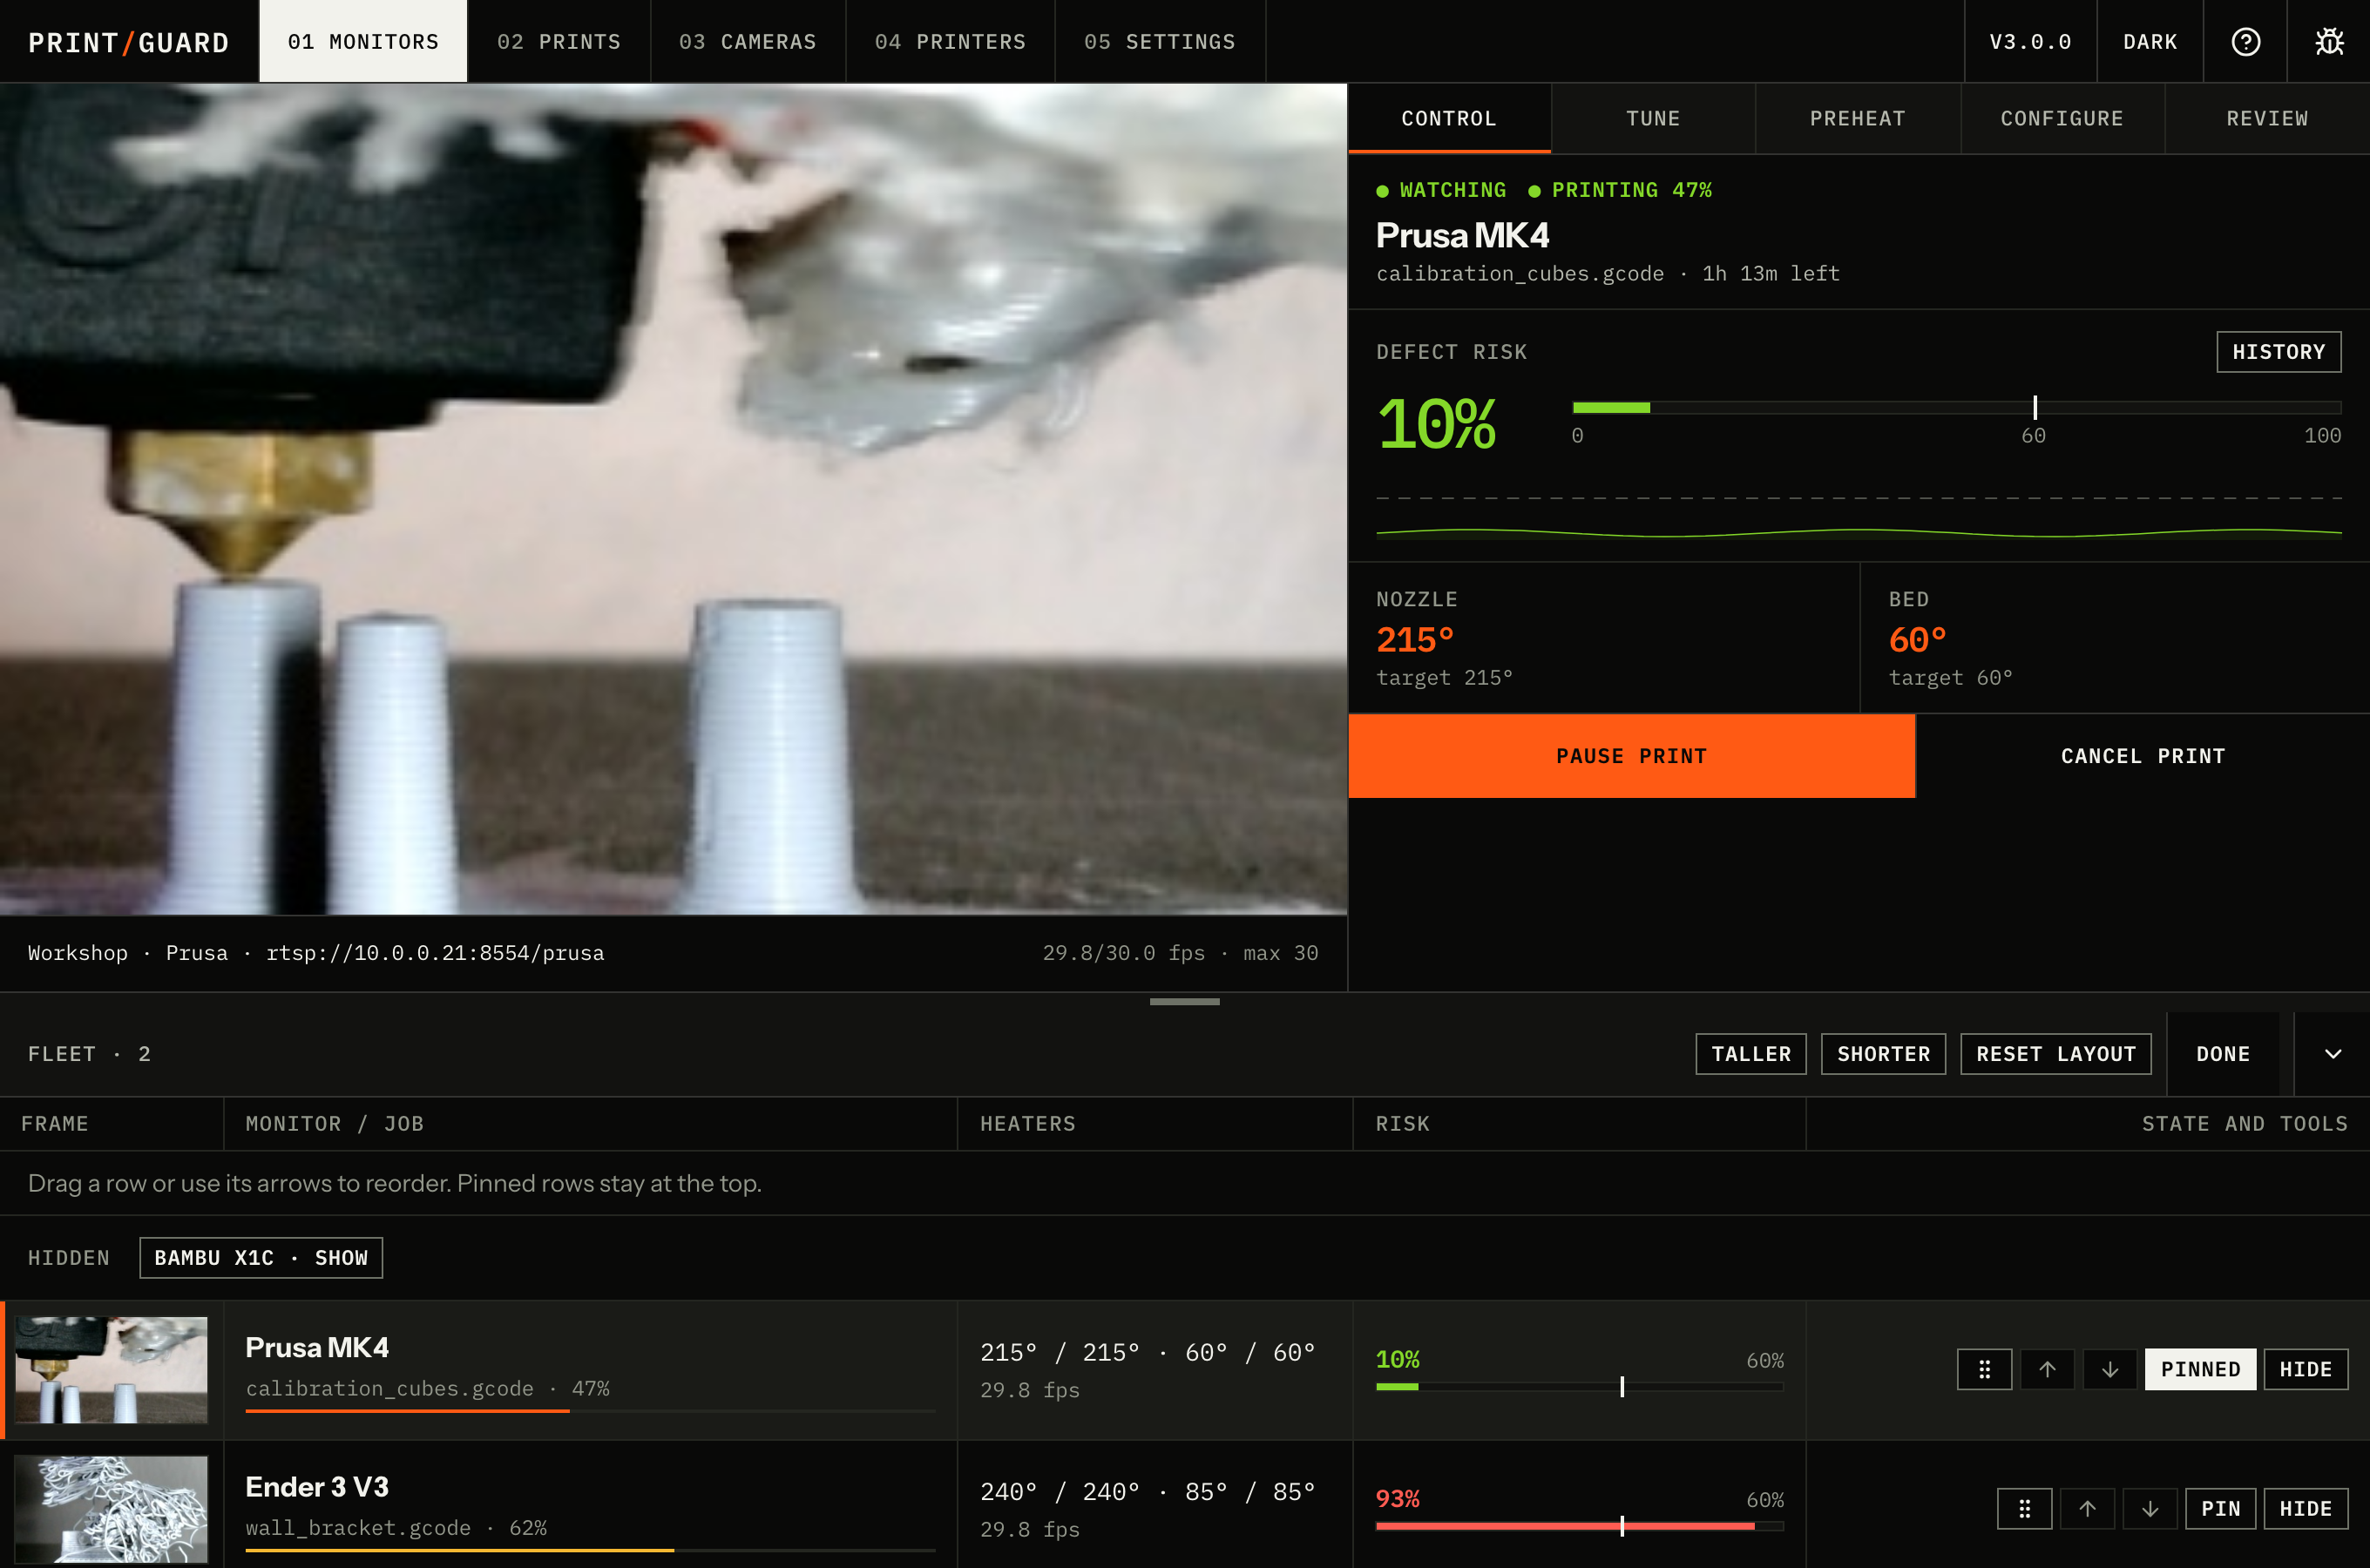 PRINT/GUARD
01 MONITORS
02 PRINTS
03 CAMERAS
04 PRINTERS
05 SETTINGS
V3.0.0
DARK
CONTROL
TUNE
PREHEAT
CONFIGURE
REVIEW
WATCHING
PRINTING 47%
Prusa MK4
calibration_cubes.gcode · 1h 13m left
DEFECT RISK
HISTORY
10%
0
60
100
NOZZLE
215°
target 215°
BED
60°
target 60°
PAUSE PRINT
CANCEL PRINT
Workshop · Prusa · rtsp://10.0.0.21:8554/prusa
29.8/30.0 fps · max 30
FLEET · 2
TALLER
SHORTER
RESET LAYOUT
DONE
FRAME
MONITOR / JOB
HEATERS
RISK
STATE AND TOOLS
Drag a row or use its arrows to reorder. Pinned rows stay at the top.
HIDDEN
BAMBU X1C · SHOW
Prusa MK4
calibration_cubes.gcode · 47%
215° / 215° · 60° / 60°
29.8 fps
10%
60%
PINNED
HIDE
Ender 3 V3
wall_bracket.gcode · 62%
240° / 240° · 85° / 85°
29.8 fps
93%
60%
PIN
HIDE